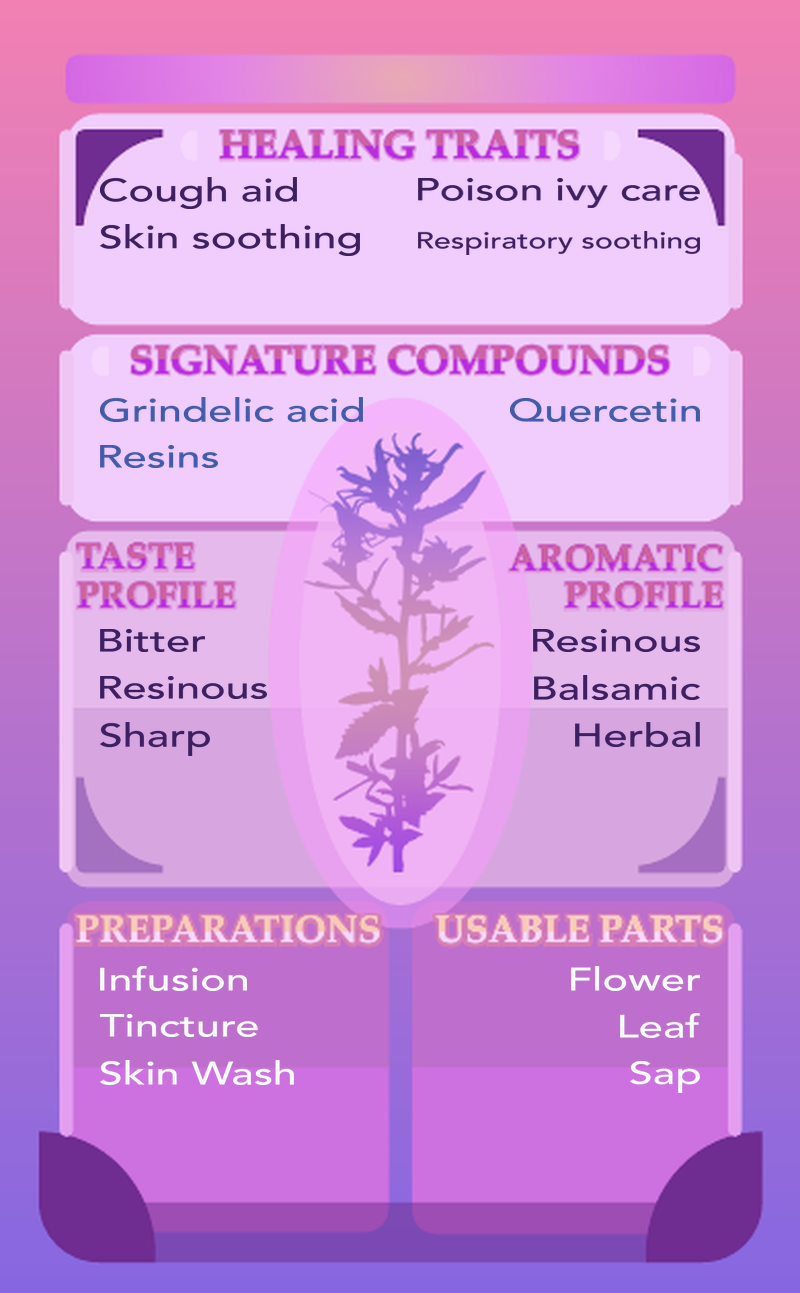 HEALING TRAITS
Cough aid
Poison ivy care
Skin soothing
Respiratory soothing
SIGNATURE COMPOUNDS
Grindelic acid
Quercetin
Resins
TASTE
PROFILE
Bitter
Resinous
Sharp
AROMATIC
PROFILE
Resinous
Balsamic
Herbal
PREPARATIONS
Infusion
Tincture
Skin Wash
USABLE PARTS
Flower
Leaf
Sap